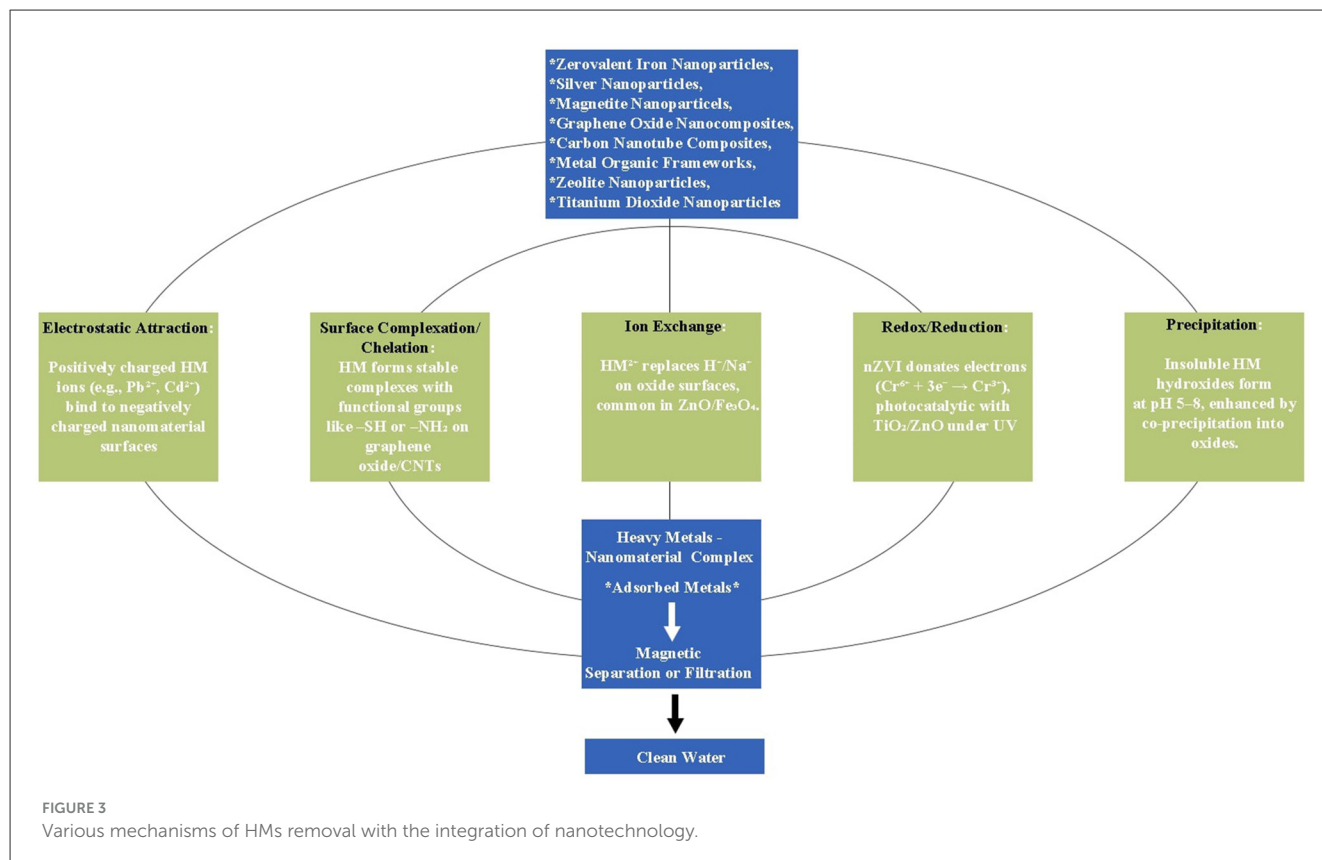 *Zerovalent Iron Nanoparticles,
*Silver Nanoparticles,
*Magnetite Nanoparticels,
*Graphene Oxide Nanocomposites,
*Carbon Nanotube Composites,
*Metal Organic Frameworks,
*Zeolite Nanoparticles,
*Titanium Dioxide Nanoparticles
Electrostatic Attraction:
Positively charged HM
ions (e.g., Pb²⁺, Cd²⁺)
bind to negatively
charged nanomaterial
surfaces
Surface Complexation/
Chelation:
HM forms stable
complexes with
functional groups
like –SH or –NH₂ on
graphene
oxide/CNTs
Ion Exchange:
HM²⁺ replaces H⁺/Na⁺
on oxide surfaces,
common in ZnO/Fe₃O₄.
Redox/Reduction:
nZVI donates electrons
(Cr⁶⁺ + 3e⁻ → Cr³⁺),
photocatalytic with
TiO₂/ZnO under UV
Precipitation:
Insoluble HM
hydroxides form
at pH 5–8, enhanced by
co-precipitation into
oxides.
Heavy Metals -
Nanomaterial Complex
*Adsorbed Metals*
Magnetic
Separation or Filtration
Clean Water
FIGURE 3
Various mechanisms of HMs removal with the integration of nanotechnology.